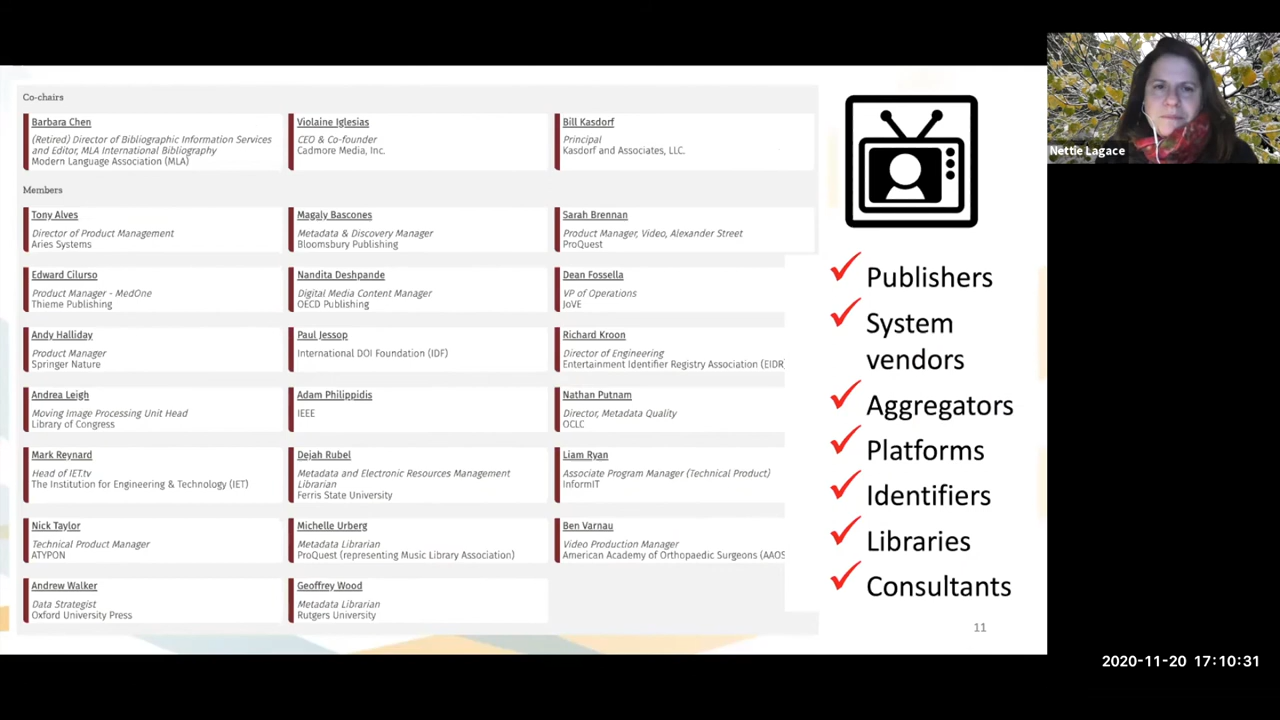 Co-chairs
Barbara Chen
(Retired) Director of Bibliographic Information Services
and Editor, MLA International Bibliography
Modern Language Association (MLA)
Violaine Iglesias
CEO & Co-founder
Cadmore Media, Inc.
Bill Kasdorf
Principal
Kasdorf and Associates, LLC.
Members
Tony Alves
Director of Product Management
Aries Systems
Magaly Bascones
Metadata & Discovery Manager
Bloomsbury Publishing
Sarah Brennan
Product Manager, Video, Alexander Street
ProQuest
Edward Cilurso
Product Manager - MedOne
Thieme Publishing
Nandita Deshpande
Digital Media Content Manager
OECD Publishing
Dean Fossella
VP of Operations
JoVE
Andy Halliday
Product Manager
Springer Nature
Paul Jessop
International DOI Foundation (IDF)
Richard Kroon
Director of Engineering
Entertainment Identifier Registry Association (EIDR)
Andrea Leigh
Moving Image Processing Unit Head
Library of Congress
Adam Philippidis
IEEE
Nathan Putnam
Director, Metadata Quality
OCLC
Mark Reynard
Head of IET.tv
The Institution for Engineering & Technology (IET)
Dejah Rubel
Metadata and Electronic Resources Management
Librarian
Ferris State University
Liam Ryan
Associate Program Manager (Technical Product)
InformIT
Nick Taylor
Technical Product Manager
ATYPON
Michelle Urberg
Metadata Librarian
ProQuest (representing Music Library Association)
Ben Varnau
Video Production Manager
American Academy of Orthopaedic Surgeons (AAOS
Andrew Walker
Data Strategist
Oxford University Press
Geoffrey Wood
Metadata Librarian
Rutgers University
Publishers
System
vendors
Aggregators
Platforms
Identifiers
Libraries
Consultants
11
Nettie Lagace
2020-11-20 17:10:31